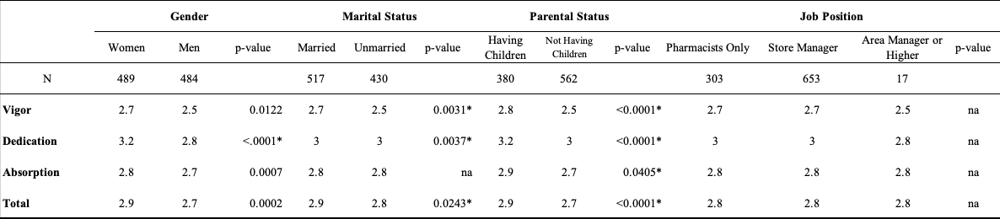 Gender Marital Status Parental Status Job Position
Women Men p-value Married Unmarried p-value Having Children Not Having Children p-value Pharmacists Only Store Manager Area Manager or Higher p-value
N 489 484 517 430 380 562 303 653 17
Vigor 2.7 2.5 0.0122 2.7 2.5 0.0031* 2.8 2.5 <0.0001* 2.7 2.7 2.5 na
Dedication 3.2 2.8 <.0001* 3 3 0.0037* 3.2 3 <0.0001* 3 3 2.8 na
Absorption 2.8 2.7 0.0007 2.8 2.8 na 2.9 2.7 0.0405* 2.8 2.8 2.8 na
Total 2.9 2.7 0.0002 2.9 2.8 0.0243* 2.9 2.7 <0.0001* 2.8 2.8 2.8 na